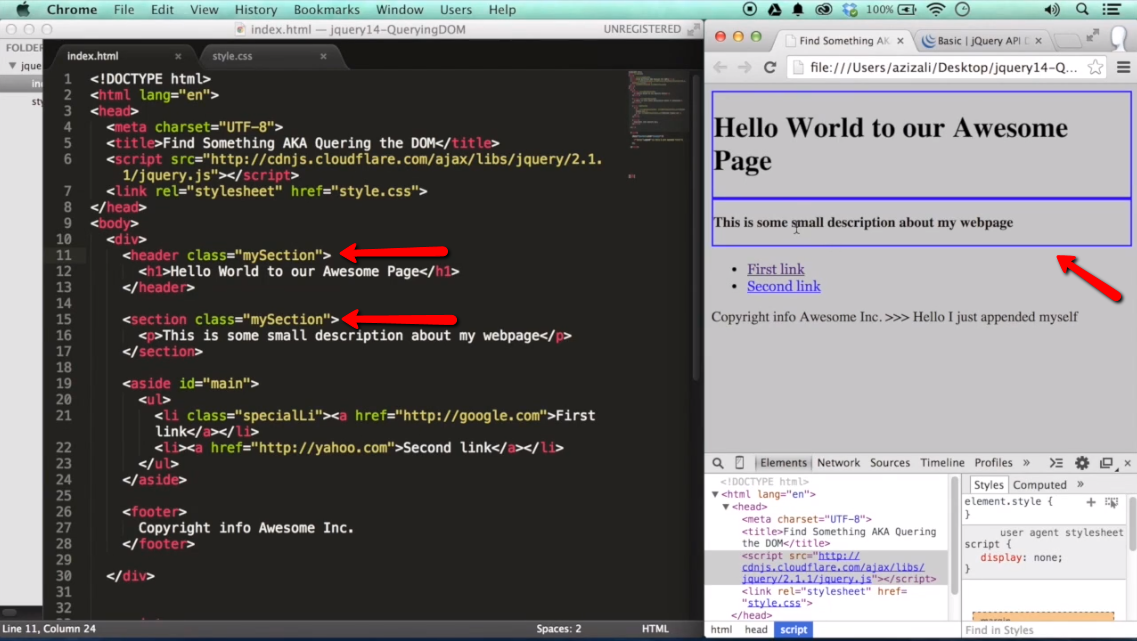 Chrome File Edit View History Bookmarks Window Users Help 100%
index.html — jquery14-QueryingDOM UNREGISTERED
FOLDER
jque
in
st
index.html × style.css ×
1 <!DOCTYPE html>
2 <html lang="en">
3 <head>
4 <meta charset="UTF-8">
5 <title>Find Something AKA Quering the DOM</title>
6 <script src="http://cdnjs.cloudflare.com/ajax/libs/jquery/2.1.
1/jquery.js"></script>
7 <link rel="stylesheet" href="style.css">
8 </head>
9 <body>
10 <div>
11 <header class="mySection">
12 <h1>Hello World to our Awesome Page</h1>
13 </header>
14
15 <section class="mySection">
16 <p>This is some small description about my webpage</p>
17 </section>
18
19 <aside id="main">
20 <ul>
21 <li class="specialLi"><a href="http://google.com">First
link</a></li>
22 <li><a href="http://yahoo.com">Second link</a></li>
23 </ul>
24 </aside>
25
26 <footer>
27 Copyright info Awesome Inc.
28 </footer>
29
30 </div>
31
32
Line 11, Column 24 Spaces: 2 HTML
Find Something AK × Basic | jQuery API D ×
file:///Users/azizali/Desktop/jquery14-Qu...
Hello World to our Awesome
Page
This is some small description about my webpage
• First link
• Second link
Copyright info Awesome Inc. >>> Hello I just appended myself
Elements Network Sources Timeline Profiles »
<!DOCTYPE html>
<html lang="en">
<head>
<meta charset="UTF-8">
<title>Find Something AKA Quering
the DOM</title>
<script src="http://
cdnjs.cloudflare.com/ajax/libs/
jquery/2.1.1/jquery.js"></script>
<link rel="stylesheet" href=
"style.css">
</head>
html head script
Styles Computed »
element.style {
}
user agent stylesheet
script {
display: none;
}
margin
Find in Styles